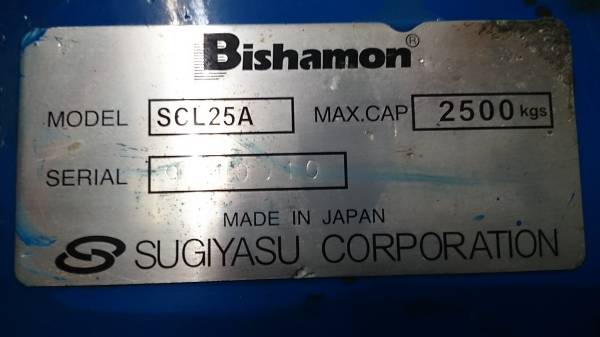 Bishamon®
MODEL SCL25A MAX.CAP 2500 kgs
SERIAL
MADE IN JAPAN
SUGIYASU CORPORATION